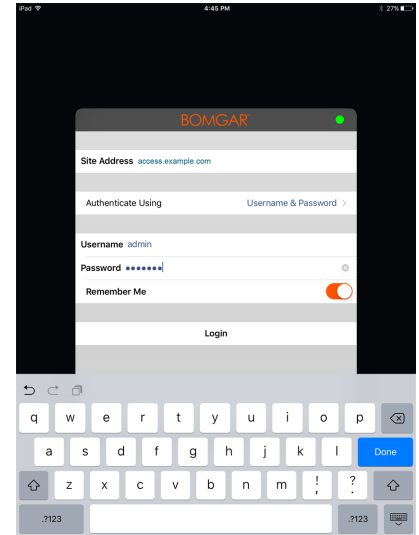 iPad 4:45 PM 27%
BOMGAR
Site Address access.example.com
Authenticate Using Username & Password
Username admin
Password •••••••
Remember Me
Login
q w e r t y u i o p
a s d f g h j k l Done
z x c v b n m ! , ? .
.?123 .?123